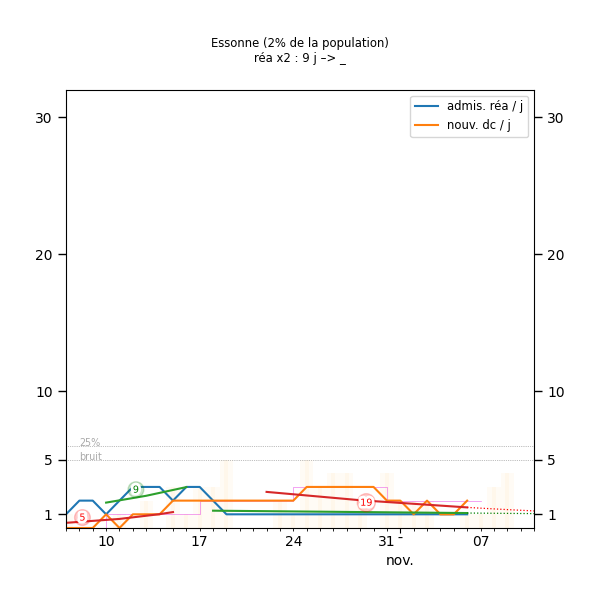 Essonne (2% de la population)
réa x2 : 9 j –> _
admis. réa / j
nouv. dc / j
30 30
20 20
10 10
25%
5 5
bruit
9
19
5
1 1
10 17 24 31 - 07
nov.